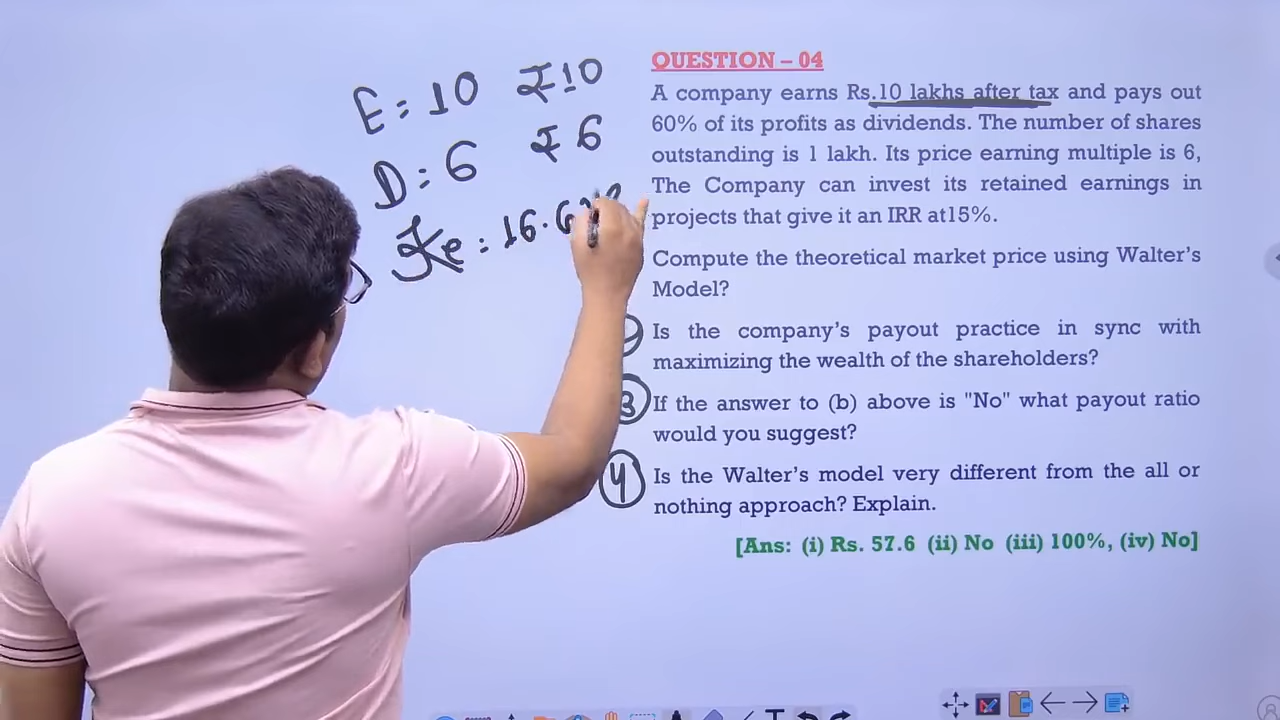 E = 10 ₹10
D = 6 ₹6
Ke = 16.6
QUESTION – 04
A company earns Rs.10 lakhs after tax and pays out
60% of its profits as dividends. The number of shares
outstanding is 1 lakh. Its price earning multiple is 6,
The Company can invest its retained earnings in
projects that give it an IRR at15%.
Compute the theoretical market price using Walter's
Model?
Is the company's payout practice in sync with
maximizing the wealth of the shareholders?
3 If the answer to (b) above is "No" what payout ratio
would you suggest?
4 Is the Walter's model very different from the all or
nothing approach? Explain.
[Ans: (i) Rs. 57.6 (ii) No (iii) 100%, (iv) No]